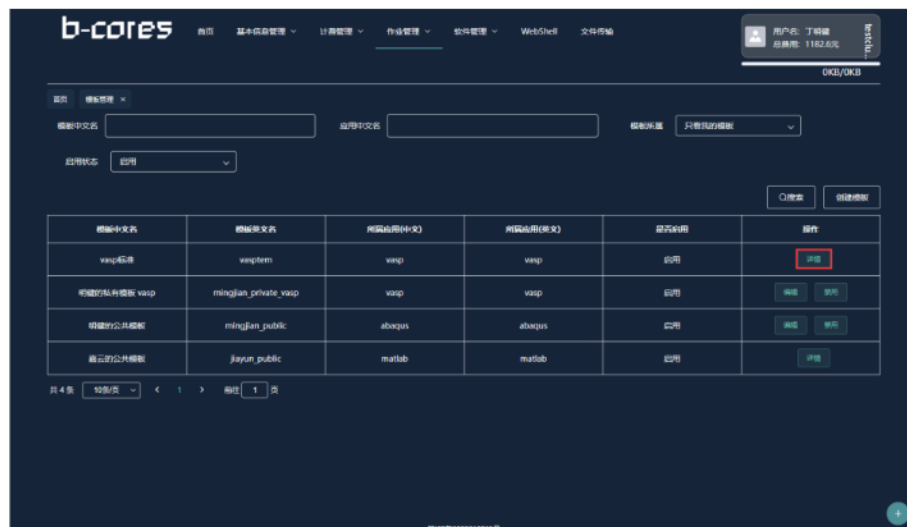 b-cores 首页 基本信息管理 计费管理 作业管理 软件管理 WebShell 文件传输
用户名: 丁明健
总费用: 1182.6元
testclu...
0KB/0KB
首页 模板管理 ×
模板中文名 应用中文名 模板所属 只看我的模板
启用状态 启用
搜索 创建模板
模板中文名 模板英文名 所属应用(中文) 所属应用(英文) 是否启用 操作
vasp标准 vasptem vasp vasp 启用 详情
明健的私有模板 vasp mingjian_private_vasp vasp vasp 启用 编辑 禁用
明健的公共模板 mingjian_public abaqus abaqus 启用 编辑 禁用
嘉云的公共模板 jiayun_public matlab matlab 启用 详情
共 4 条 10条/页 < 1 > 前往 1 页
+